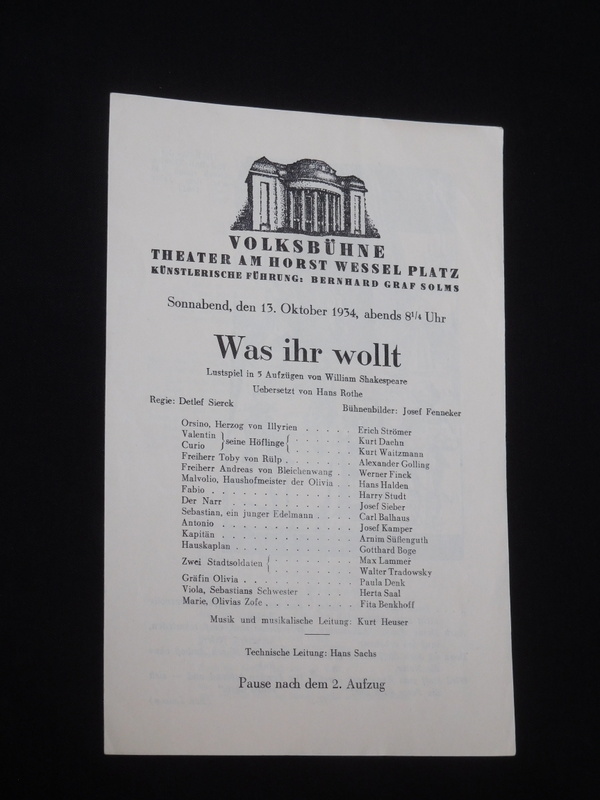 VOLKSBÜHNE
THEATER AM HORST WESSEL PLATZ
KÜNSTLERISCHE FÜHRUNG: BERNHARD GRAF SOLMS
Sonnabend, den 13. Oktober 1934, abends 8¼ Uhr
Was ihr wollt
Lustspiel in 5 Aufzügen von William Shakespeare
Uebersetzt von Hans Rothe
Regie: Detlef Sierck Bühnenbilder: Josef Fenneker
Orsino, Herzog von Illyrien . . . . . Erich Strömer
Valentin } seine Höflinge { . . . . . . Kurt Daehn
Curio } seine Höflinge { . . . . . . Kurt Waitzmann
Freiherr Toby von Rülp . . . . . . . Alexander Golling
Freiherr Andreas von Bleichenwang . . Werner Finck
Malvolio, Haushofmeister der Olivia . . Hans Halden
Fabio . . . . . . . . . . . . . Harry Studt
Der Narr . . . . . . . . . . . . Josef Sieber
Sebastian, ein junger Edelmann . . . . Carl Balhaus
Antonio . . . . . . . . . . . . Josef Kamper
Kapitän . . . . . . . . . . . . Arnim Süßenguth
Hauskaplan . . . . . . . . . . . Gotthard Boge
Zwei Stadtsoldaten { . . . . . . . . Max Lammer
. . . . . . . . Walter Tradowsky
Gräfin Olivia . . . . . . . . . . Paula Denk
Viola, Sebastians Schwester . . . . Herta Saal
Marie, Olivias Zofe . . . . . . . . Fita Benkhoff
Musik und musikalische Leitung: Kurt Heuser
Technische Leitung: Hans Sachs
Pause nach dem 2. Aufzug